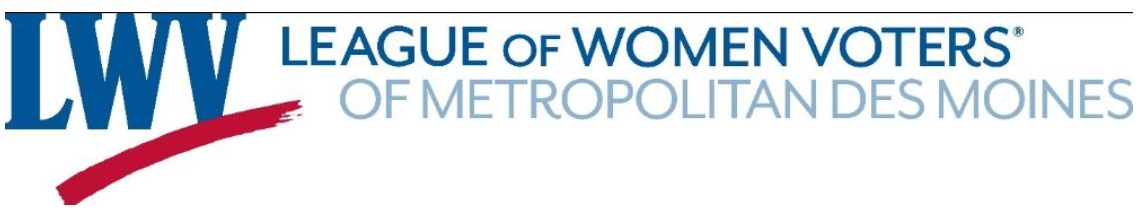 LWV
LEAGUE OF WOMEN VOTERS®
OF METROPOLITAN DES MOINES